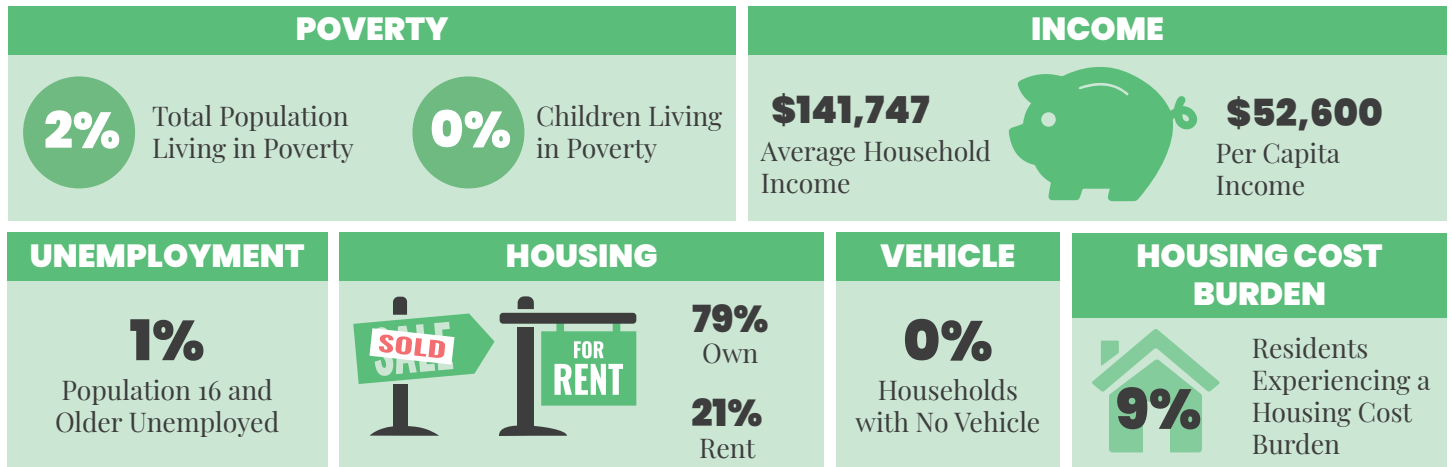 POVERTY
2%
Total Population
Living in Poverty
0%
Children Living
in Poverty
INCOME
$141,747
Average Household
Income
$52,600
Per Capita
Income
UNEMPLOYMENT
1%
Population 16 and
Older Unemployed
HOUSING
SALE
SOLD
FOR
RENT
79%
Own
21%
Rent
VEHICLE
0%
Households
with No Vehicle
HOUSING COST
BURDEN
9%
Residents
Experiencing a
Housing Cost
Burden